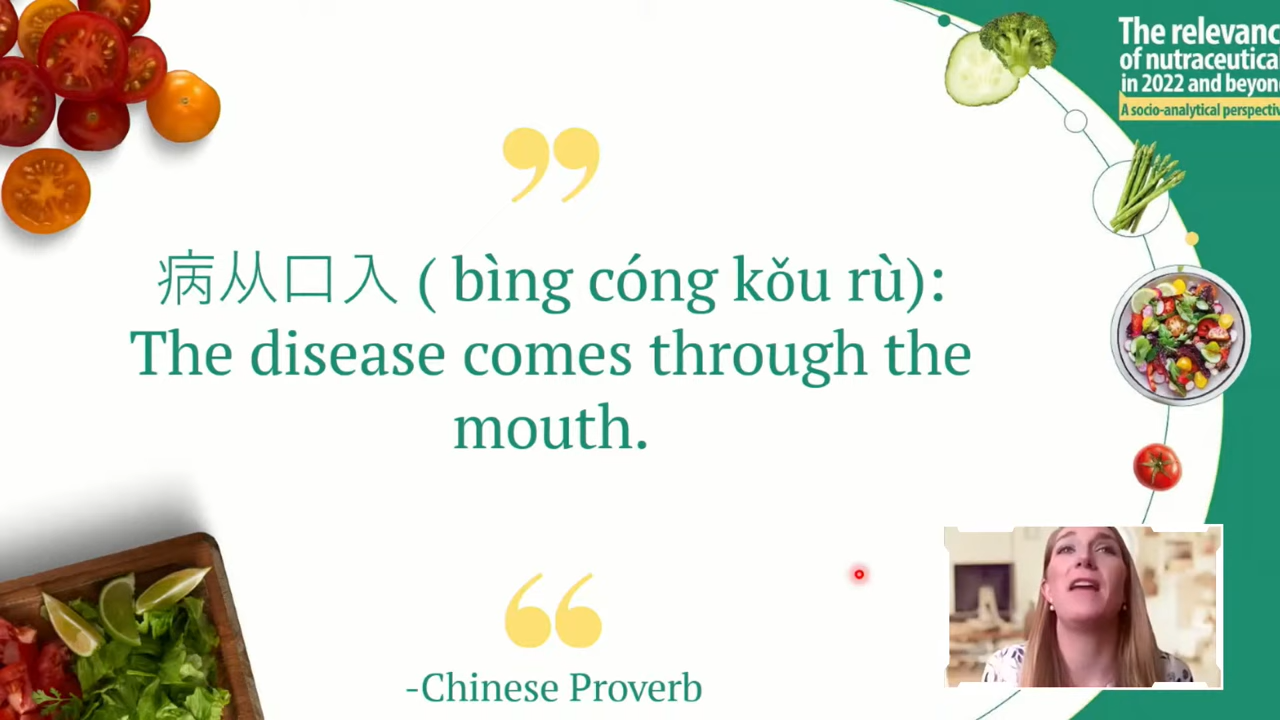 The relevanc
of nutraceutica
in 2022 and beyon
A socio-analytical perspectiv
病从口入 ( bìng cóng kǒu rù):
The disease comes through the
mouth.
-Chinese Proverb